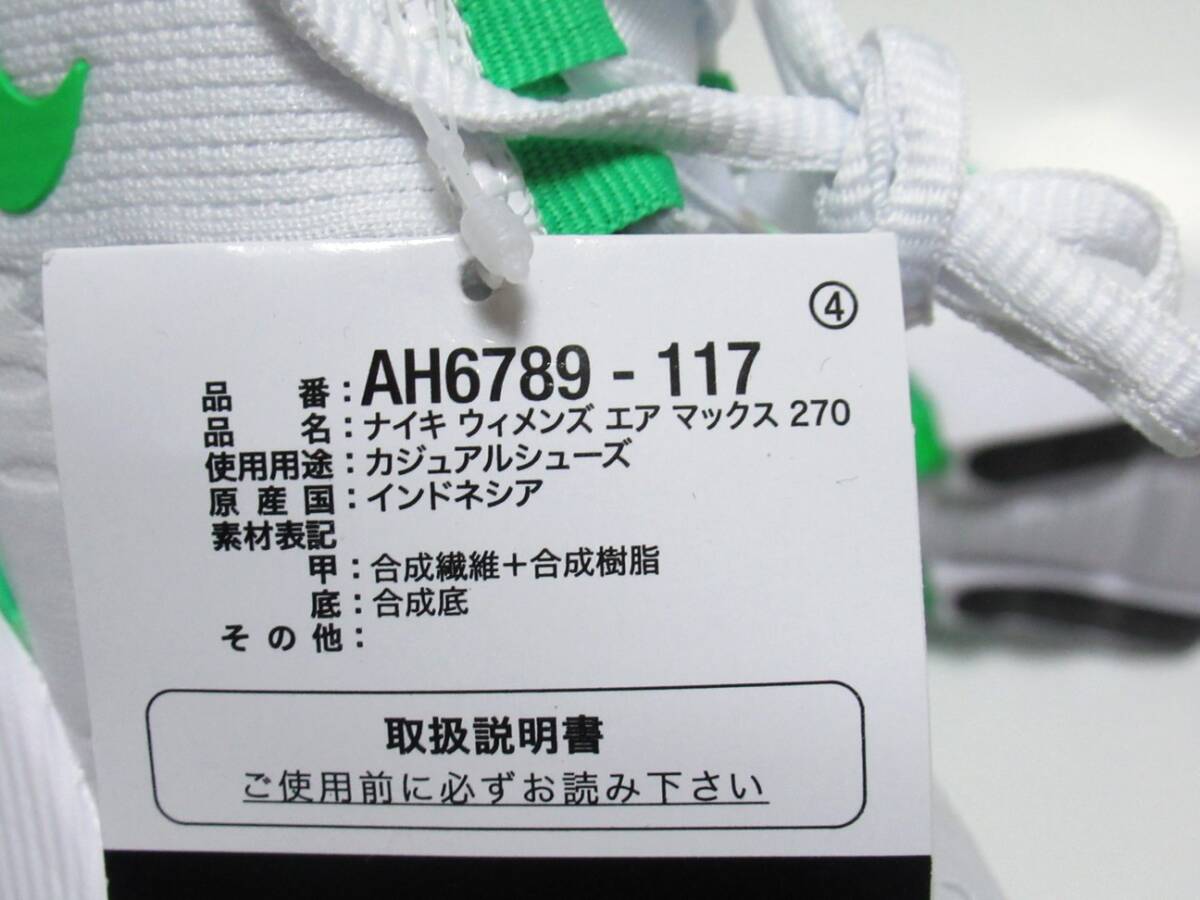 ④
品番：AH6789 - 117
品名：ナイキ ウィメンズ エア マックス 270
使用用途：カジュアルシューズ
原産国：インドネシア
素材表記
甲：合成繊維＋合成樹脂
底：合成底
その他：
取扱説明書
ご使用前に必ずお読み下さい